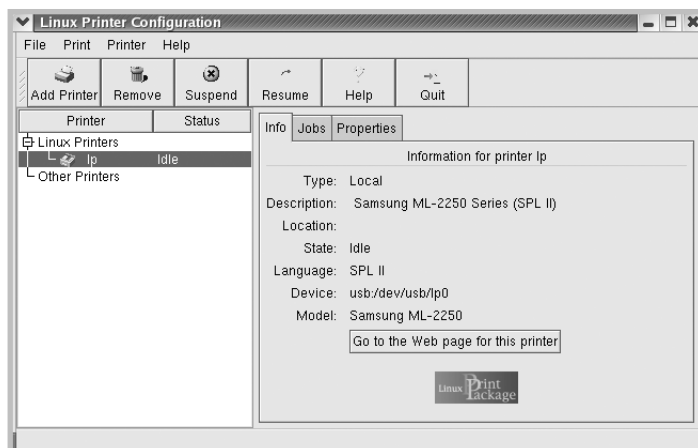 Linux Printer Configuration
File Print Printer Help
Add Printer Remove Suspend Resume Help Quit
Printer Status
Linux Printers
lp Idle
Other Printers
Info Jobs Properties
Information for printer lp
Type: Local
Description: Samsung ML-2250 Series (SPL II)
Location:
State: Idle
Language: SPL II
Device: usb:/dev/usb/lp0
Model: Samsung ML-2250
Go to the Web page for this printer
Linux Print Package